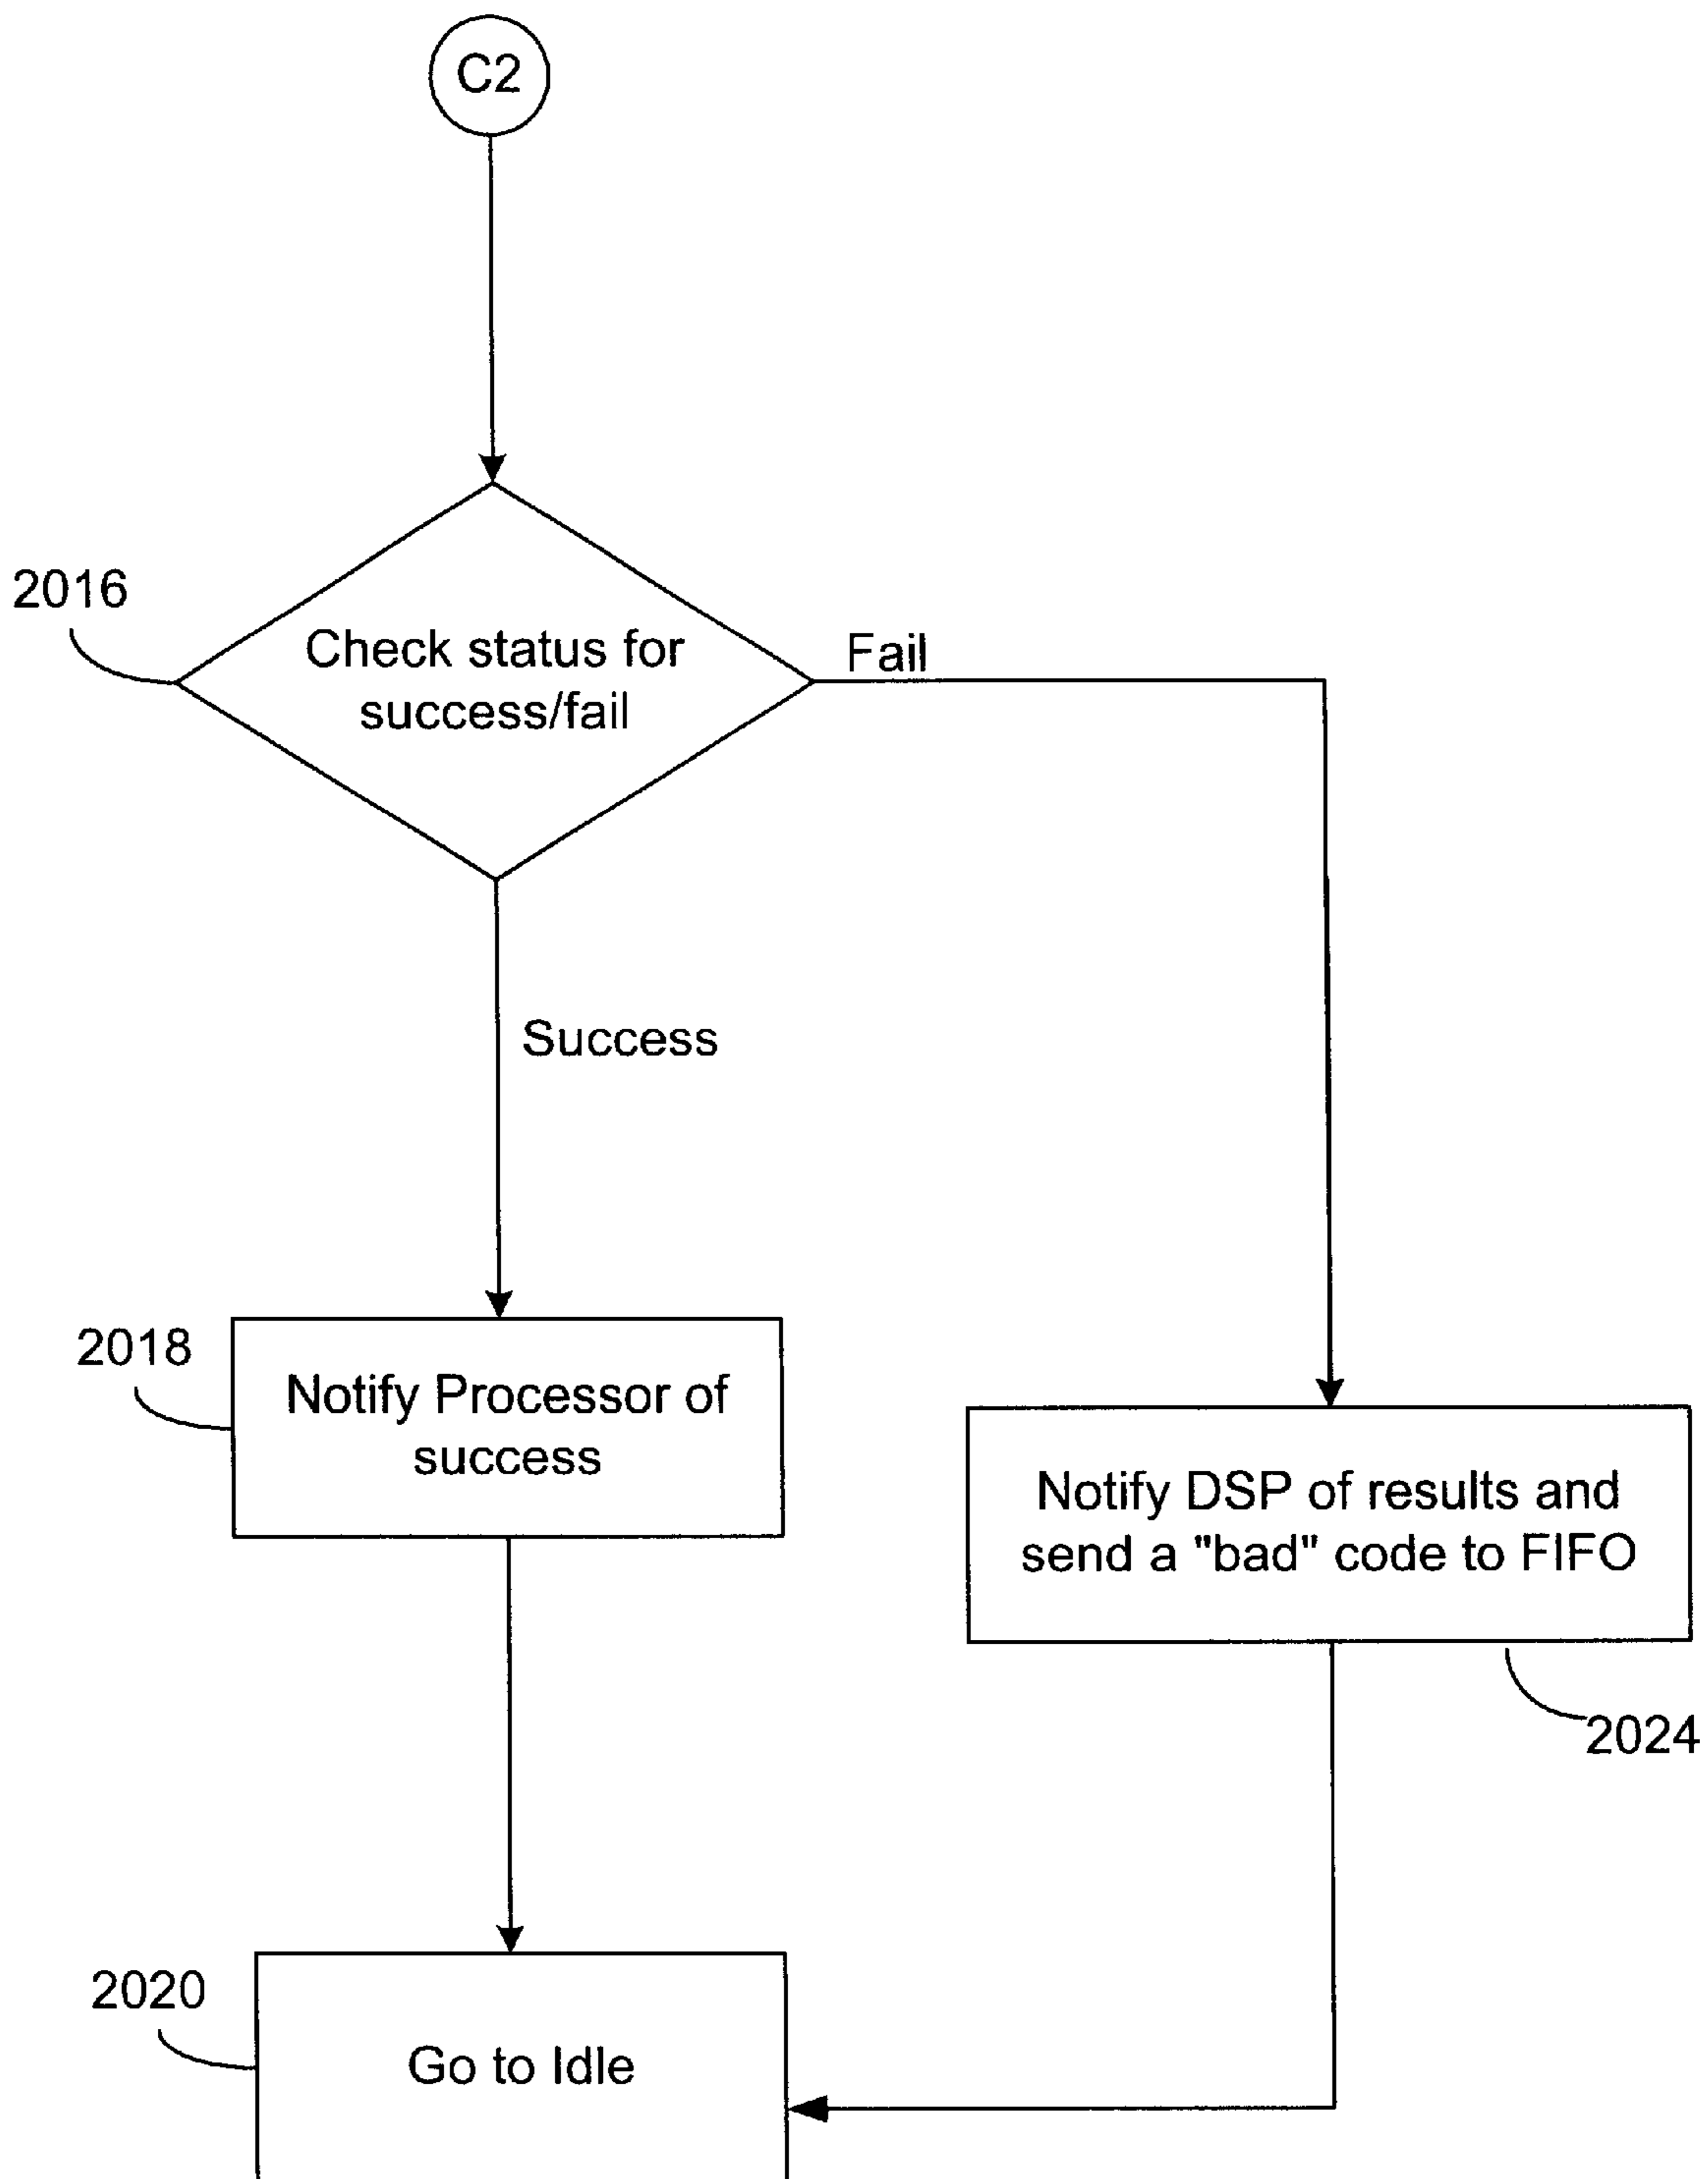 C2
2016
Check status for
success/fail
Fail
Success
2018
Notify Processor of
success
Notify DSP of results and
send a "bad" code to FIFO
2024
2020
Go to Idle